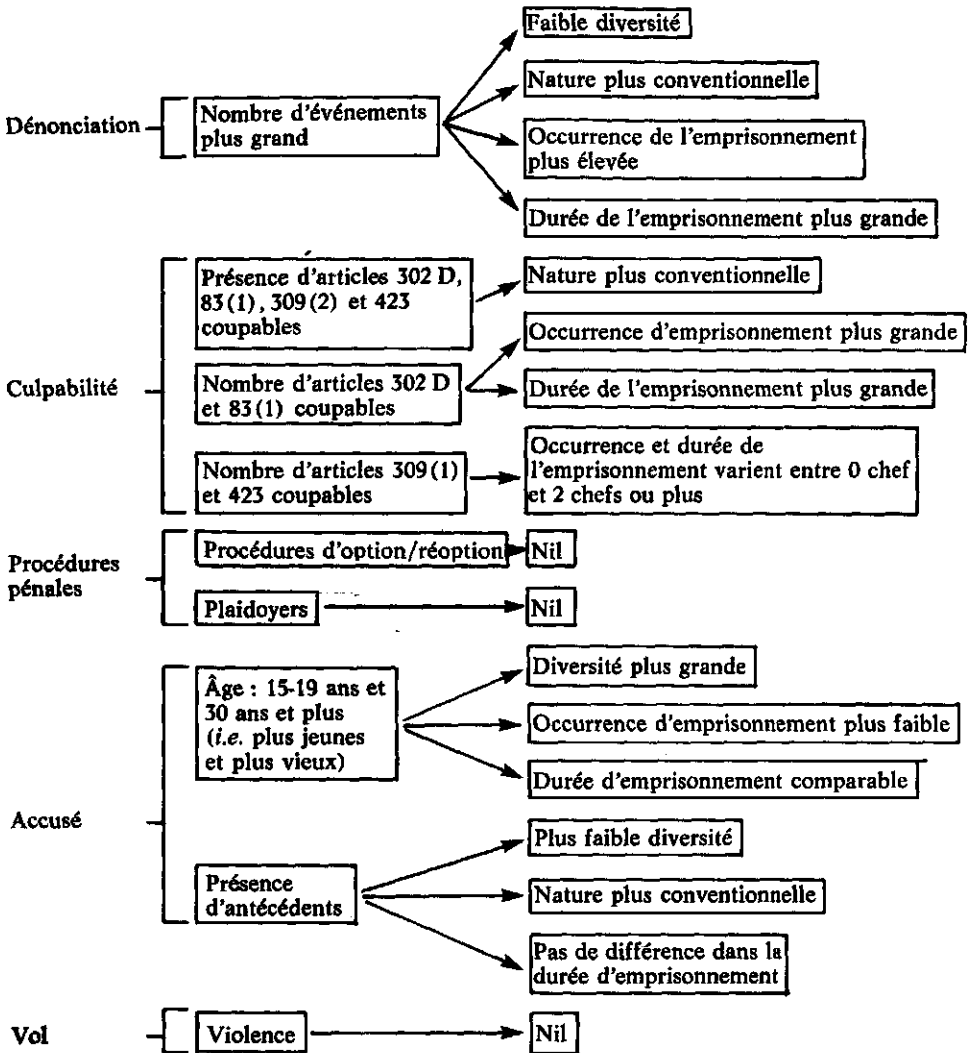 Dénonciation
Nombre d'événements
plus grand
Faible diversité
Nature plus conventionnelle
Occurrence de l'emprisonnement
plus élevée
Durée de l'emprisonnement plus grande
Culpabilité
Présence d'articles 302 D,
83(1), 309(2) et 423
coupables
Nature plus conventionnelle
Nombre d'articles 302 D
et 83(1) coupables
Occurrence d'emprisonnement plus grande
Durée de l'emprisonnement plus grande
Nombre d'articles 309(1)
et 423 coupables
Occurrence et durée de
l'emprisonnement varient entre 0 chef
et 2 chefs ou plus
Procédures
pénales
Procédures d'option/réoption
Nil
Plaidoyers
Nil
Accusé
Âge : 15-19 ans et
30 ans et plus
(i.e. plus jeunes
et plus vieux)
Diversité plus grande
Occurrence d'emprisonnement plus faible
Durée d'emprisonnement comparable
Présence
d'antécédents
Plus faible diversité
Nature plus conventionnelle
Pas de différence dans la
durée d'emprisonnement
Vol
Violence
Nil